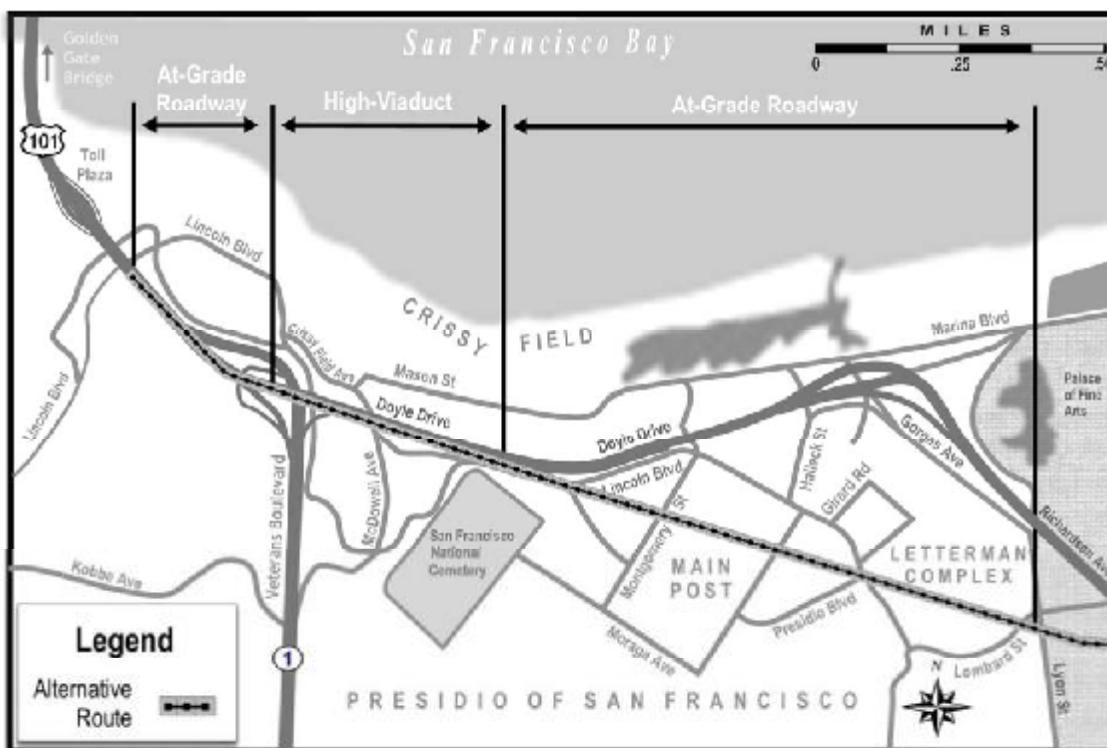 San Francisco Bay
MILES
0 .25 .50
Golden
Gate
Bridge
At-Grade
Roadway
High-Viaduct
At-Grade Roadway
101
Toll
Plaza
Lincoln Blvd
CRISSY
FIELD
Crissy Field Ave
Mason St
Marina Blvd
Palace
of Fine
Arts
Lincoln Blvd
Doyle Drive
Doyle Drive
Lincoln Blvd
Halleck St
Gorgas Ave
Girard Rd
Richardson Ave
Veterans Boulevard
McDowell Ave
San Francisco
National
Cemetery
Montgomery St
MAIN
POST
LETTERMAN
COMPLEX
Kobbe Ave
Presidio Blvd
Moraga Ave
Lombard St
Lyon St
N
1
PRESIDIO OF SAN FRANCISCO
Legend
Alternative
Route